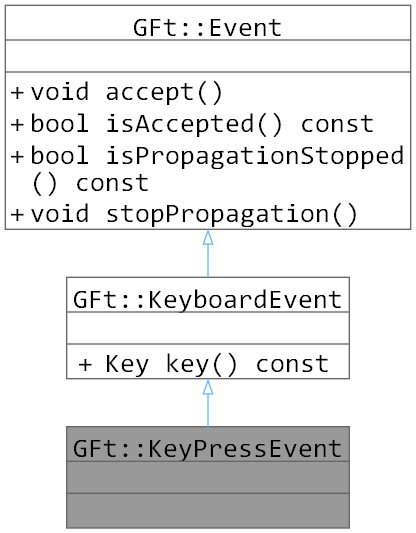 GFt::Event
+ void accept()
+ bool isAccepted() const
+ bool isPropagationStopped
() const
+ void stopPropagation()
GFt::KeyboardEvent
+ Key key() const
GFt::KeyPressEvent